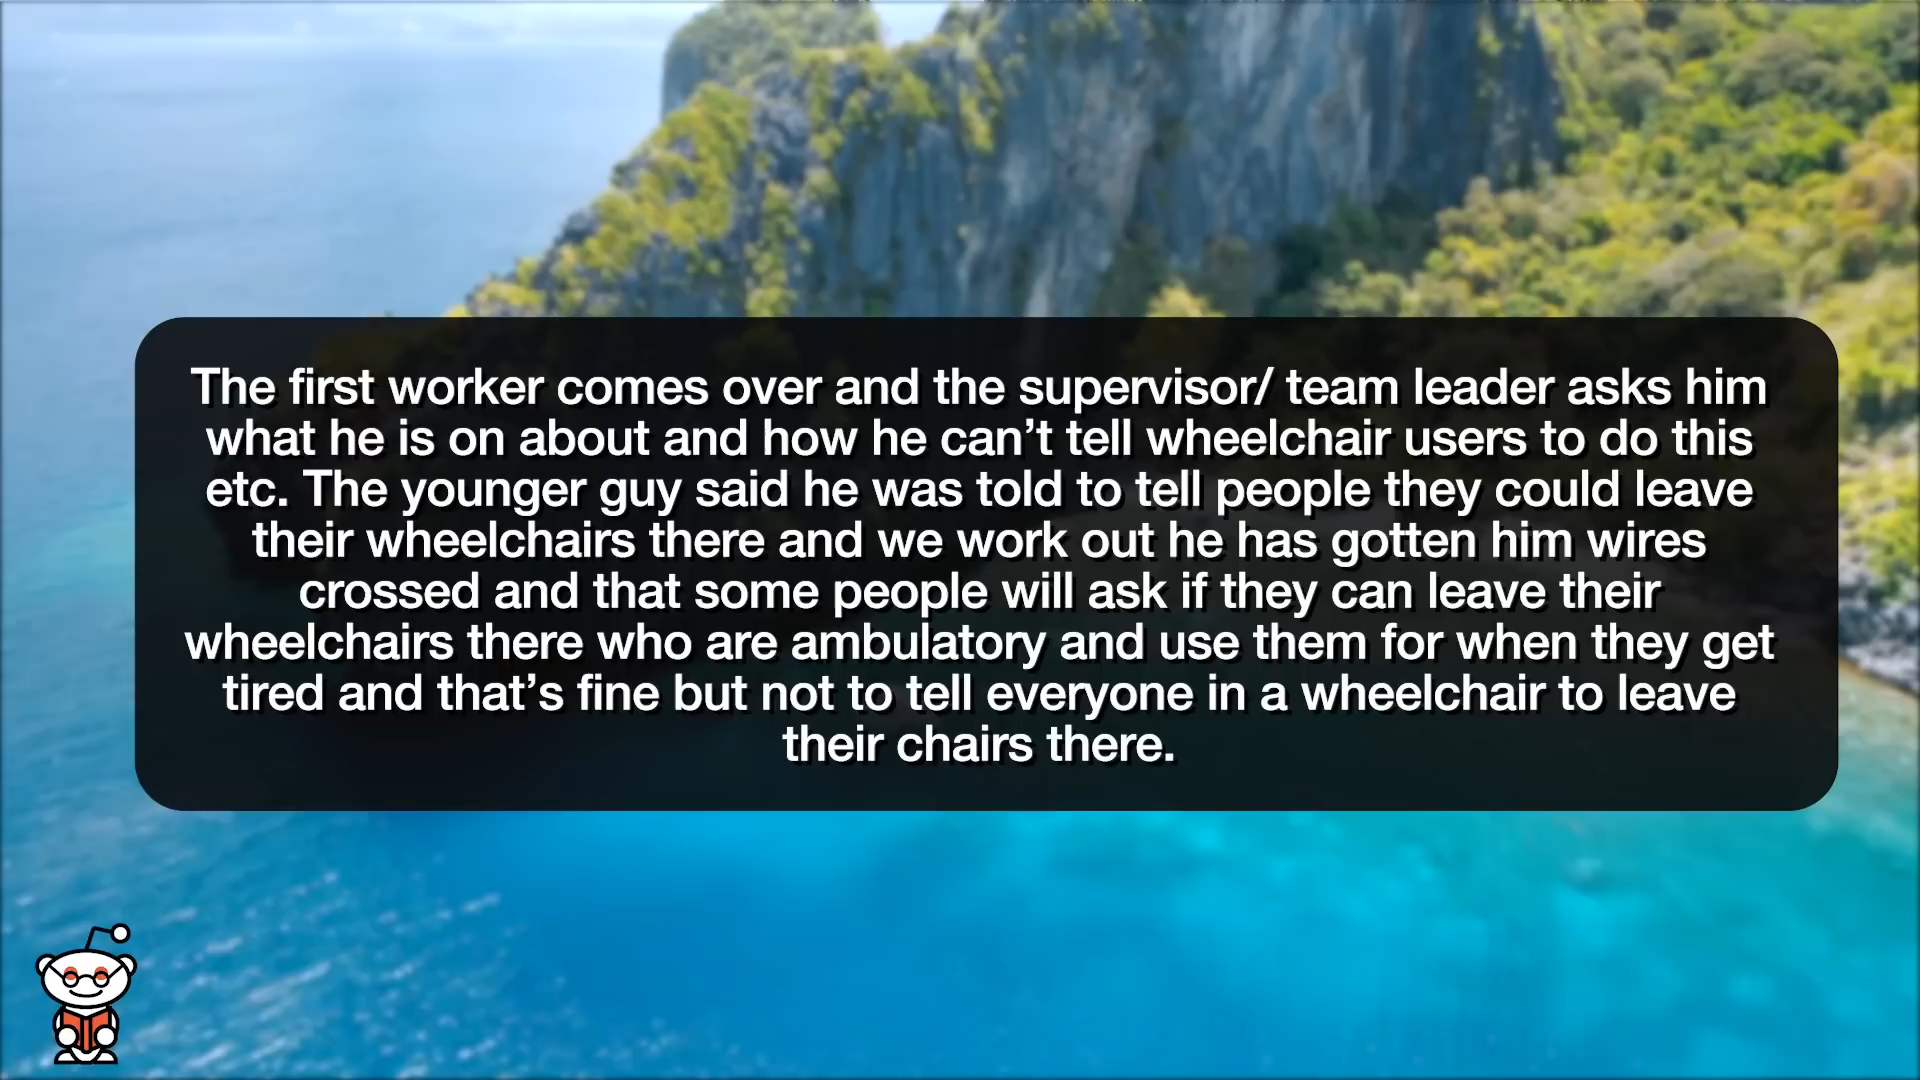 The first worker comes over and the supervisor/ team leader asks him
what he is on about and how he can’t tell wheelchair users to do this
etc. The younger guy said he was told to tell people they could leave
their wheelchairs there and we work out he has gotten him wires
crossed and that some people will ask if they can leave their
wheelchairs there who are ambulatory and use them for when they get
tired and that’s fine but not to tell everyone in a wheelchair to leave
their chairs there.